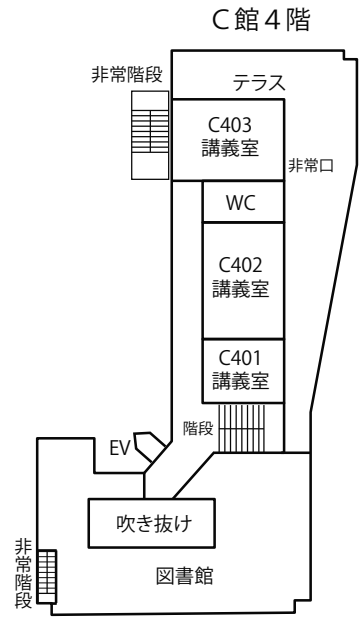 C館4階
非常階段
テラス
C403
講義室
非常口
WC
C402
講義室
C401
講義室
階段
EV
吹き抜け
非常階段
図書館